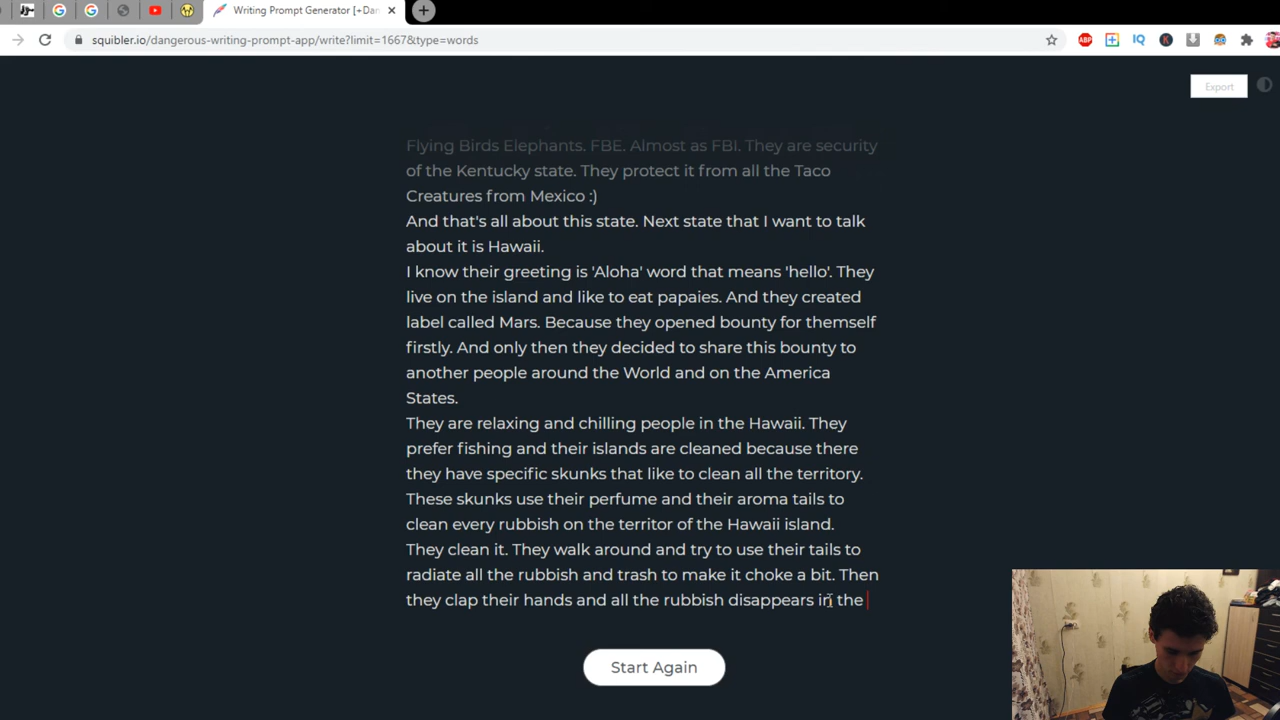 Writing Prompt Generator [+Dan
squibler.io/dangerous-writing-prompt-app/write?limit=1667&type=words
Export
Flying Birds Elephants. FBE. Almost as FBI. They are security
of the Kentucky state. They protect it from all the Taco
Creatures from Mexico :)
And that's all about this state. Next state that I want to talk
about it is Hawaii.
I know their greeting is 'Aloha' word that means 'hello'. They
live on the island and like to eat papaies. And they created
label called Mars. Because they opened bounty for themself
firstly. And only then they decided to share this bounty to
another people around the World and on the America
States.
They are relaxing and chilling people in the Hawaii. They
prefer fishing and their islands are cleaned because there
they have specific skunks that like to clean all the territory.
These skunks use their perfume and their aroma tails to
clean every rubbish on the territor of the Hawaii island.
They clean it. They walk around and try to use their tails to
radiate all the rubbish and trash to make it choke a bit. Then
they clap their hands and all the rubbish disappears in the
Start Again